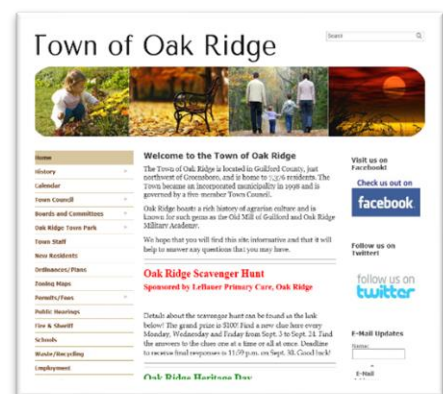 Town of Oak Ridge
Search
Home
History
Calendar
Town Council
Boards and Committees
Oak Ridge Town Park
Town Staff
New Residents
Ordinances/Plans
Zoning Maps
Permits/Fees
Public Hearings
Fire & Sheriff
Schools
Waste/Recycling
Employment
Welcome to the Town of Oak Ridge
The Town of Oak Ridge is located in Guilford County, just
northwest of Greensboro, and is home to residents. The
Town became an incorporated municipality in 1998 and is
governed by a five-member Town Council.
Oak Ridge boasts a rich history of agrarian culture and is
known for such gems as the Old Mill of Guilford and Oak Ridge
Military Academy.
We hope that you will find this site informative and that it will
help to answer any questions that you may have.
Oak Ridge Scavenger Hunt
Sponsored by LeBauer Primary Care, Oak Ridge
Details about the scavenger hunt can be found in the link
below! The grand prize is $100! Find a new clue here every
Monday, Wednesday and Friday from Sept. 5 to Sept. 24. Find
the answers to the clues one at a time or all at once. Deadline
to receive final responses is 11:59 p.m. on Sept. 30. Good luck!
Oak Ridge Heritage Day
Visit us on
Facebook!
Check us out on
facebook
Follow us on
Twitter!
follow us on
twitter
E-Mail Updates
Name:
*
E-Mail